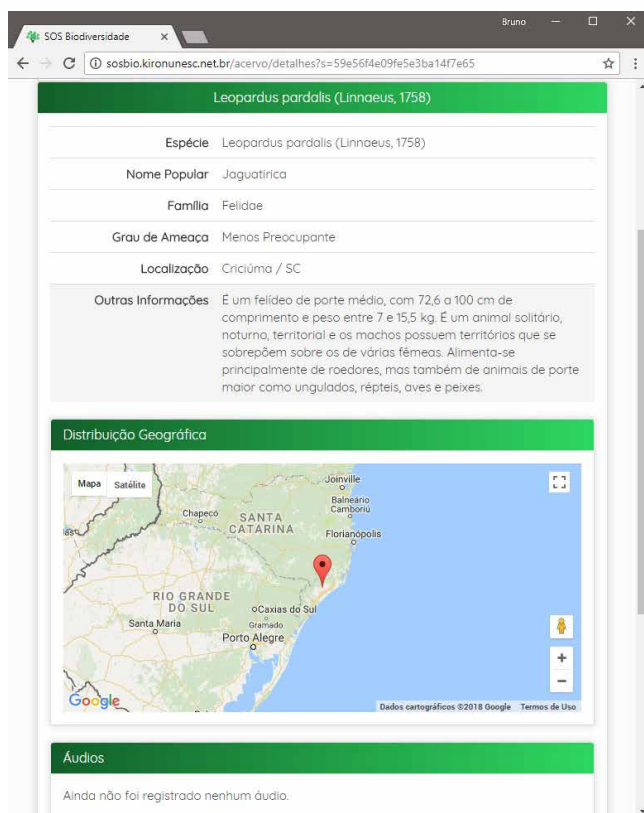 Bruno
SOS Biodiversidade
sosbio.kironunesc.net.br/acervo/detalhes?s=59e56f4e09fe5e3ba14f7e65
Leopardus pardalis (Linnaeus, 1758)
Espécie Leopardus pardalis (Linnaeus, 1758)
Nome Popular Jaguatirica
Família Felidae
Grau de Ameaça Menos Preocupante
Localização Criciúma / SC
Outras Informações É um felídeo de porte médio, com 72,6 a 100 cm de
comprimento e peso entre 7 e 15,5 kg. É um animal solitário,
noturno, territorial e os machos possuem territórios que se
sobrepõem sobre os de várias fêmeas. Alimenta-se
principalmente de roedores, mas também de animais de porte
maior como ungulados, répteis, aves e peixes.
Distribuição Geográfica
Mapa Satélite
Joinville
Balneário
Camboriú
Chapecó
SANTA
CATARINA
Florianópolis
RIO GRANDE
DO SUL
Caxias do Sul
Santa Maria
Gramado
Porto Alegre
Google
Dados cartográficos ©2018 Google Termos de Uso
Áudios
Ainda não foi registrado nenhum áudio.